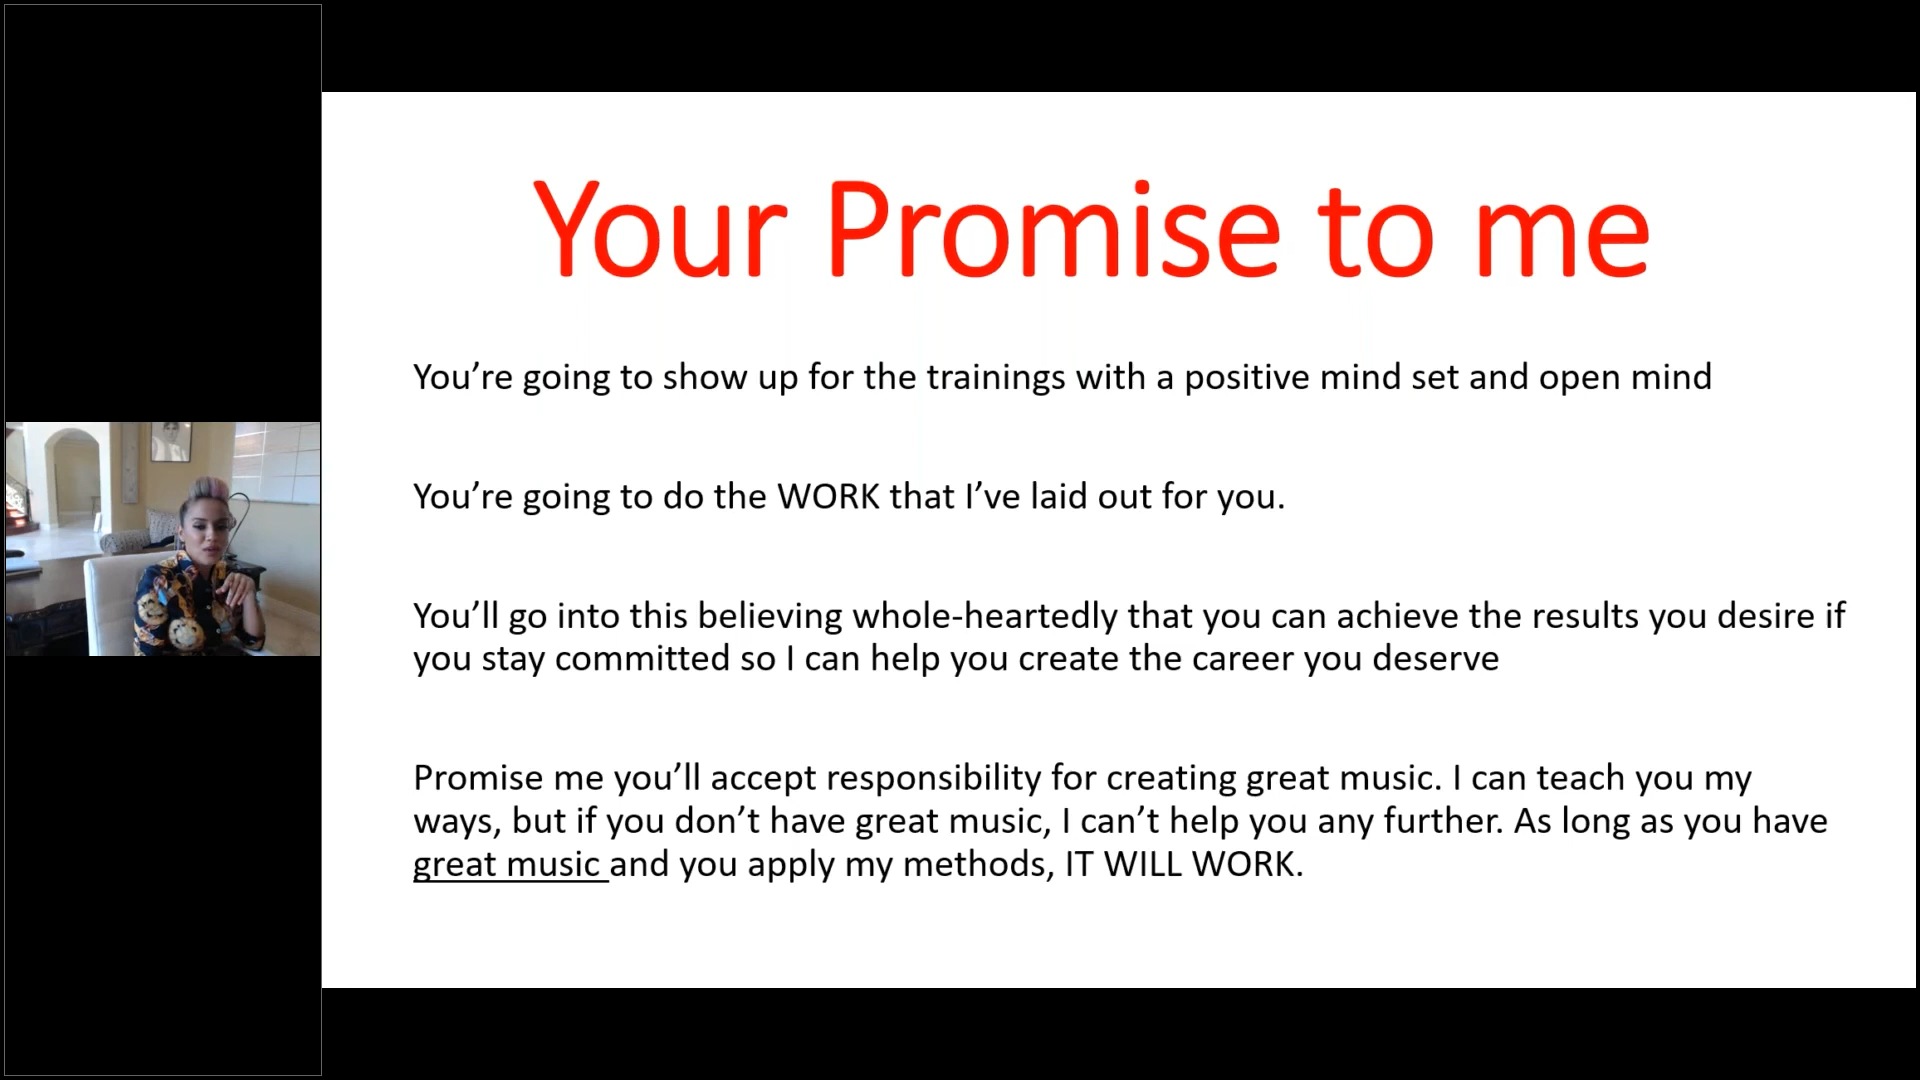 Your Promise to me
You’re going to show up for the trainings with a positive mind set and open mind
You’re going to do the WORK that I’ve laid out for you.
You’ll go into this believing whole-heartedly that you can achieve the results you desire if
you stay committed so I can help you create the career you deserve
Promise me you’ll accept responsibility for creating great music. I can teach you my
ways, but if you don’t have great music, I can’t help you any further. As long as you have
great music and you apply my methods, IT WILL WORK.